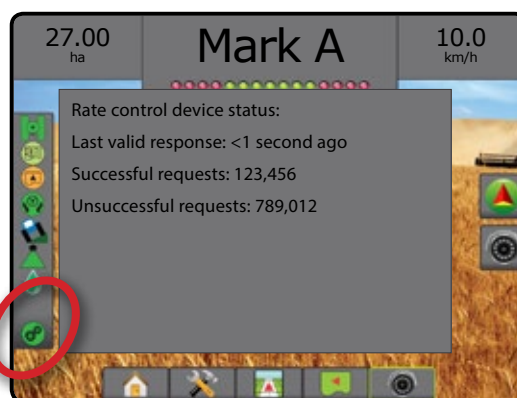 27.00
ha
Mark A
10.0
km/h
Rate control device status:
Last valid response: <1 second ago
Successful requests: 123,456
Unsuccessful requests: 789,012